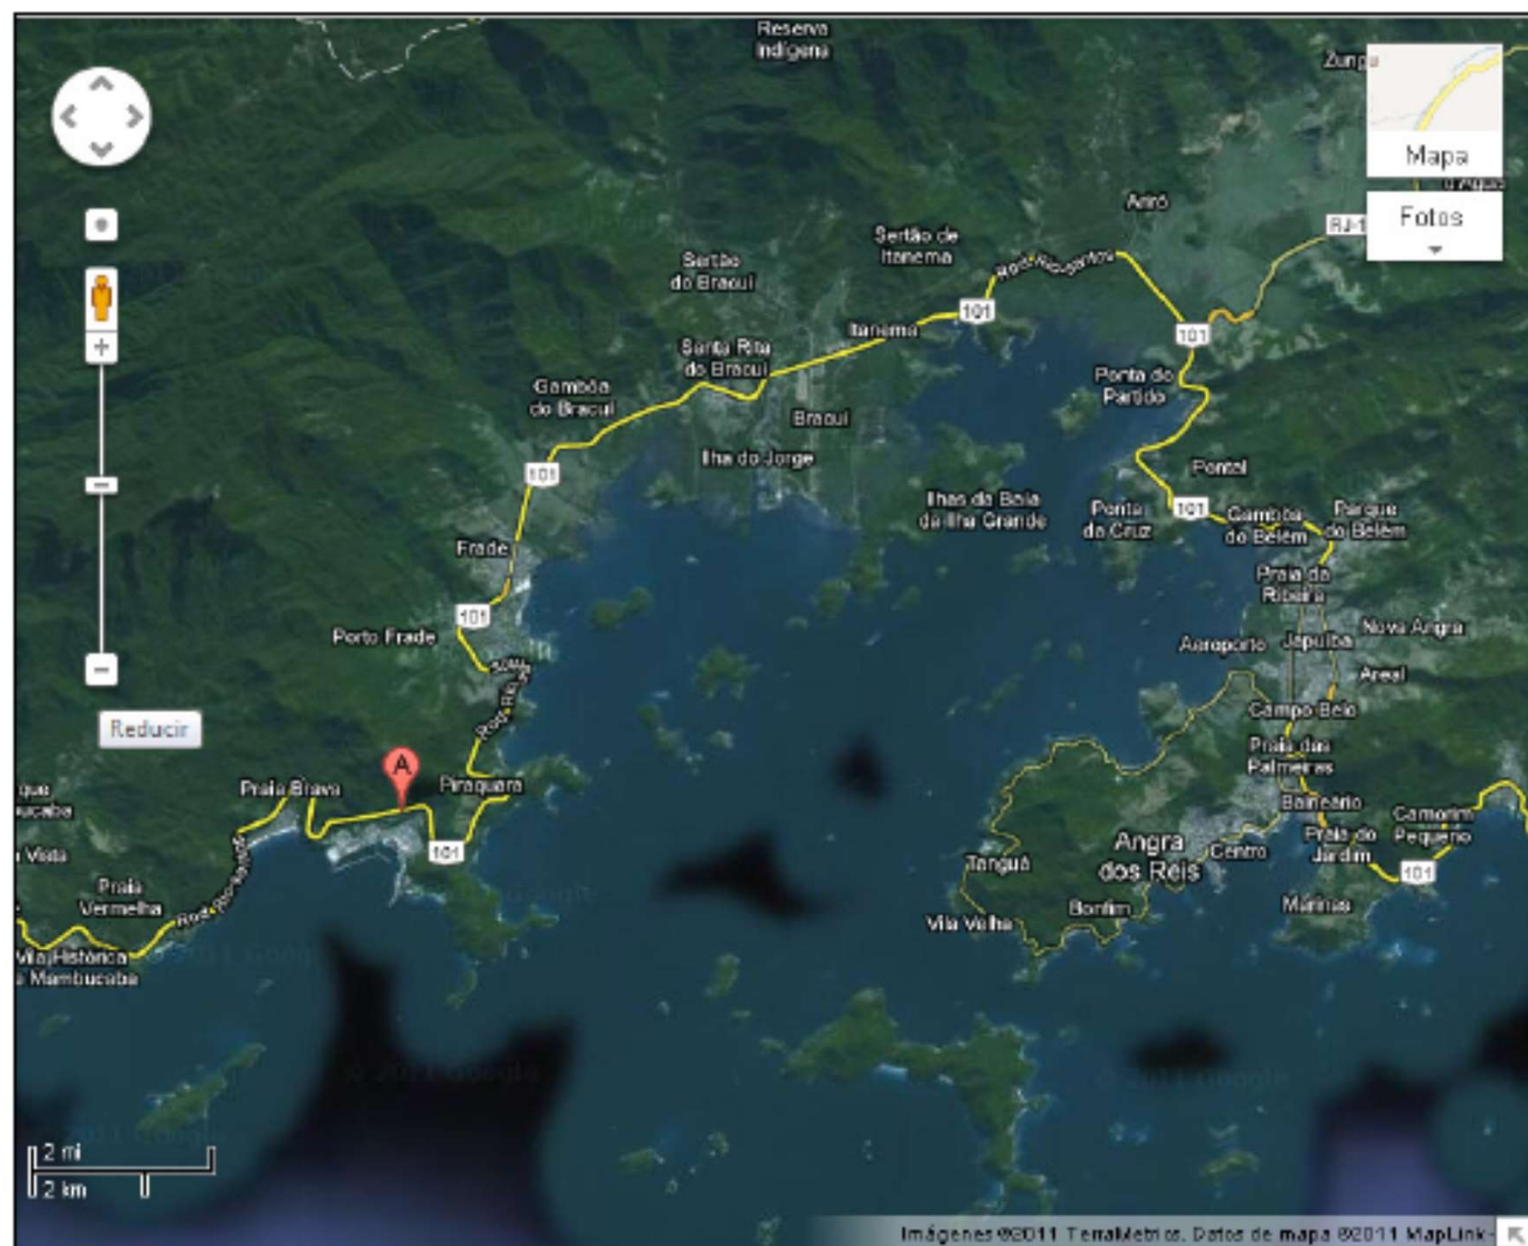 Reserva
Indígena
Mapa
Fotos
Ariró
Sertão de
Itanema
Sertão
do Bracuí
101
Itanema
101
Santa Rita
do Bracuí
Ponta do
Partido
Gambôa
do Bracuí
Bracuí
Ilha do Jorge
101
Pontal
Ilhas da Baía
da Ilha Grande
Ponta
da Cruz
101
Gambôa
do Belém
Parque
do Belém
Frade
Praia da
Ribeira
101
Porto Frade
Aeroporto
Japuíba
Nova Angra
Areal
Campo Belo
Reducir
Praia das
Palmeiras
A
Praia Brava
Piraquara
Balneário
Camorim
Pequeno
Praia do
Jardim
Angra
dos Reis
Centro
101
Tanguá
101
Praia
Vermelha
Bonfim
Marinas
Vila Velha
Vila Histórica
Mambucaba
2 mi
2 km
Imágenes ©2011 TerraMetrics, Datos de mapa ©2011 MapLink -